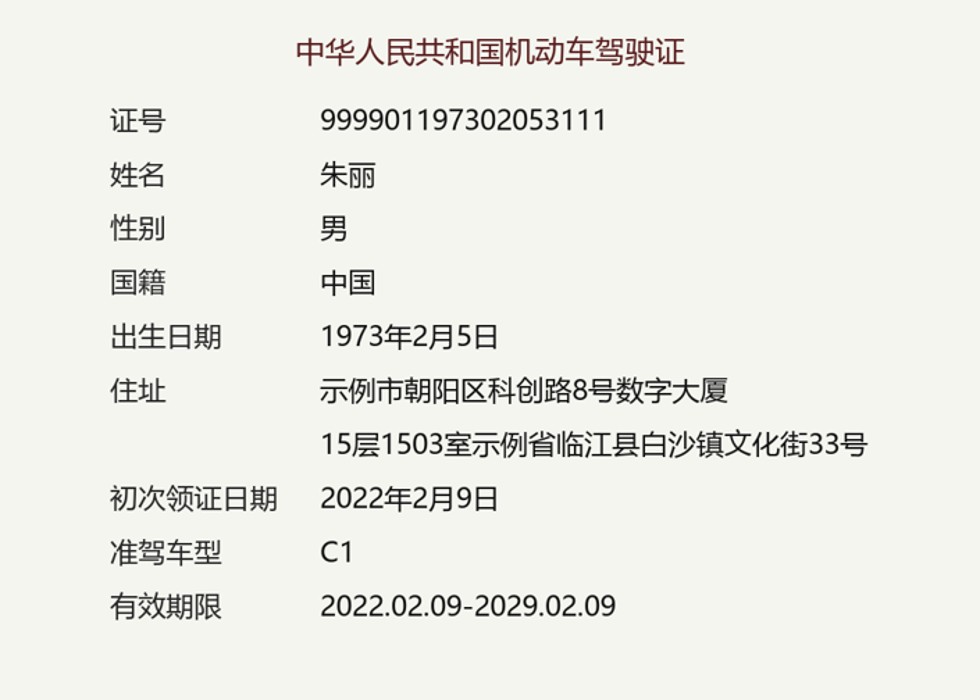 中华人民共和国机动车驾驶证
证号 999901197302053111
姓名 朱丽
性别 男
国籍 中国
出生日期 1973年2月5日
住址 示例市朝阳区科创路8号数字大厦
15层1503室示例省临江县白沙镇文化街33号
初次领证日期 2022年2月9日
准驾车型 C1
有效期限 2022.02.09-2029.02.09